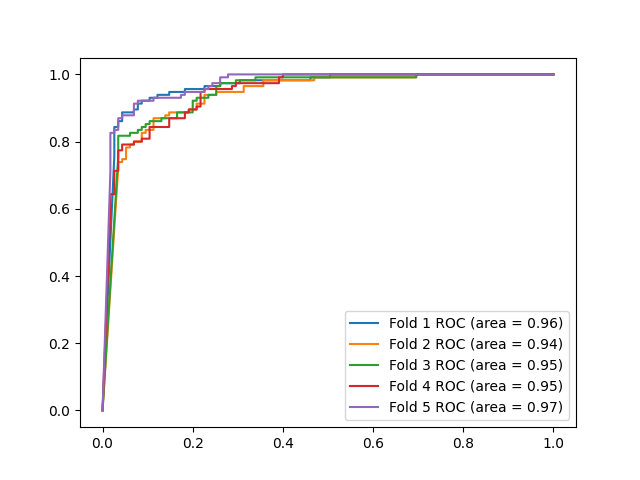 1.0
0.8
0.6
0.4
0.2
0.0
Fold 1 ROC (area = 0.96)
Fold 2 ROC (area = 0.94)
Fold 3 ROC (area = 0.95)
Fold 4 ROC (area = 0.95)
Fold 5 ROC (area = 0.97)
0.0 0.2 0.4 0.6 0.8 1.0